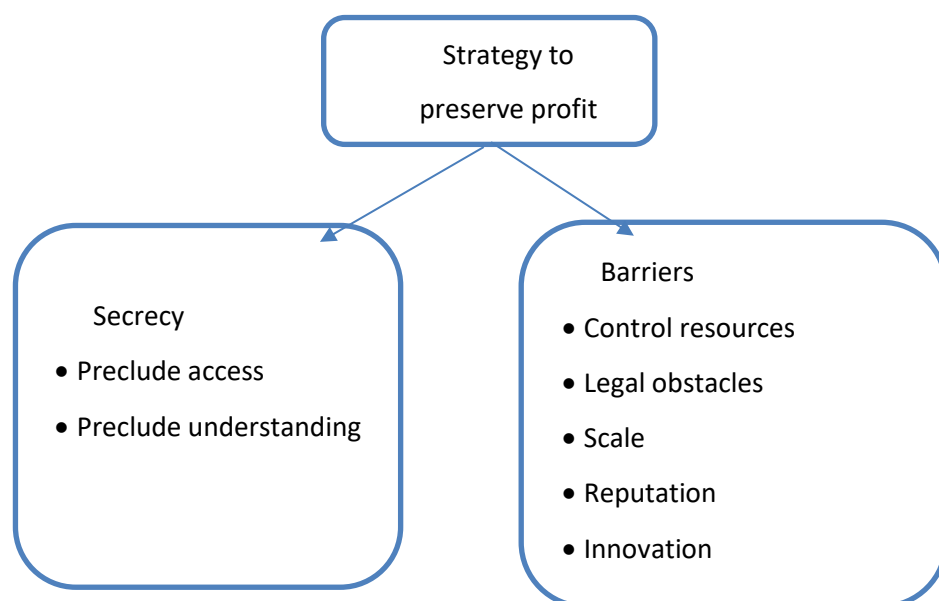 Strategy to
preserve profit
Secrecy
• Preclude access
• Preclude understanding
Barriers
• Control resources
• Legal obstacles
• Scale
• Reputation
• Innovation